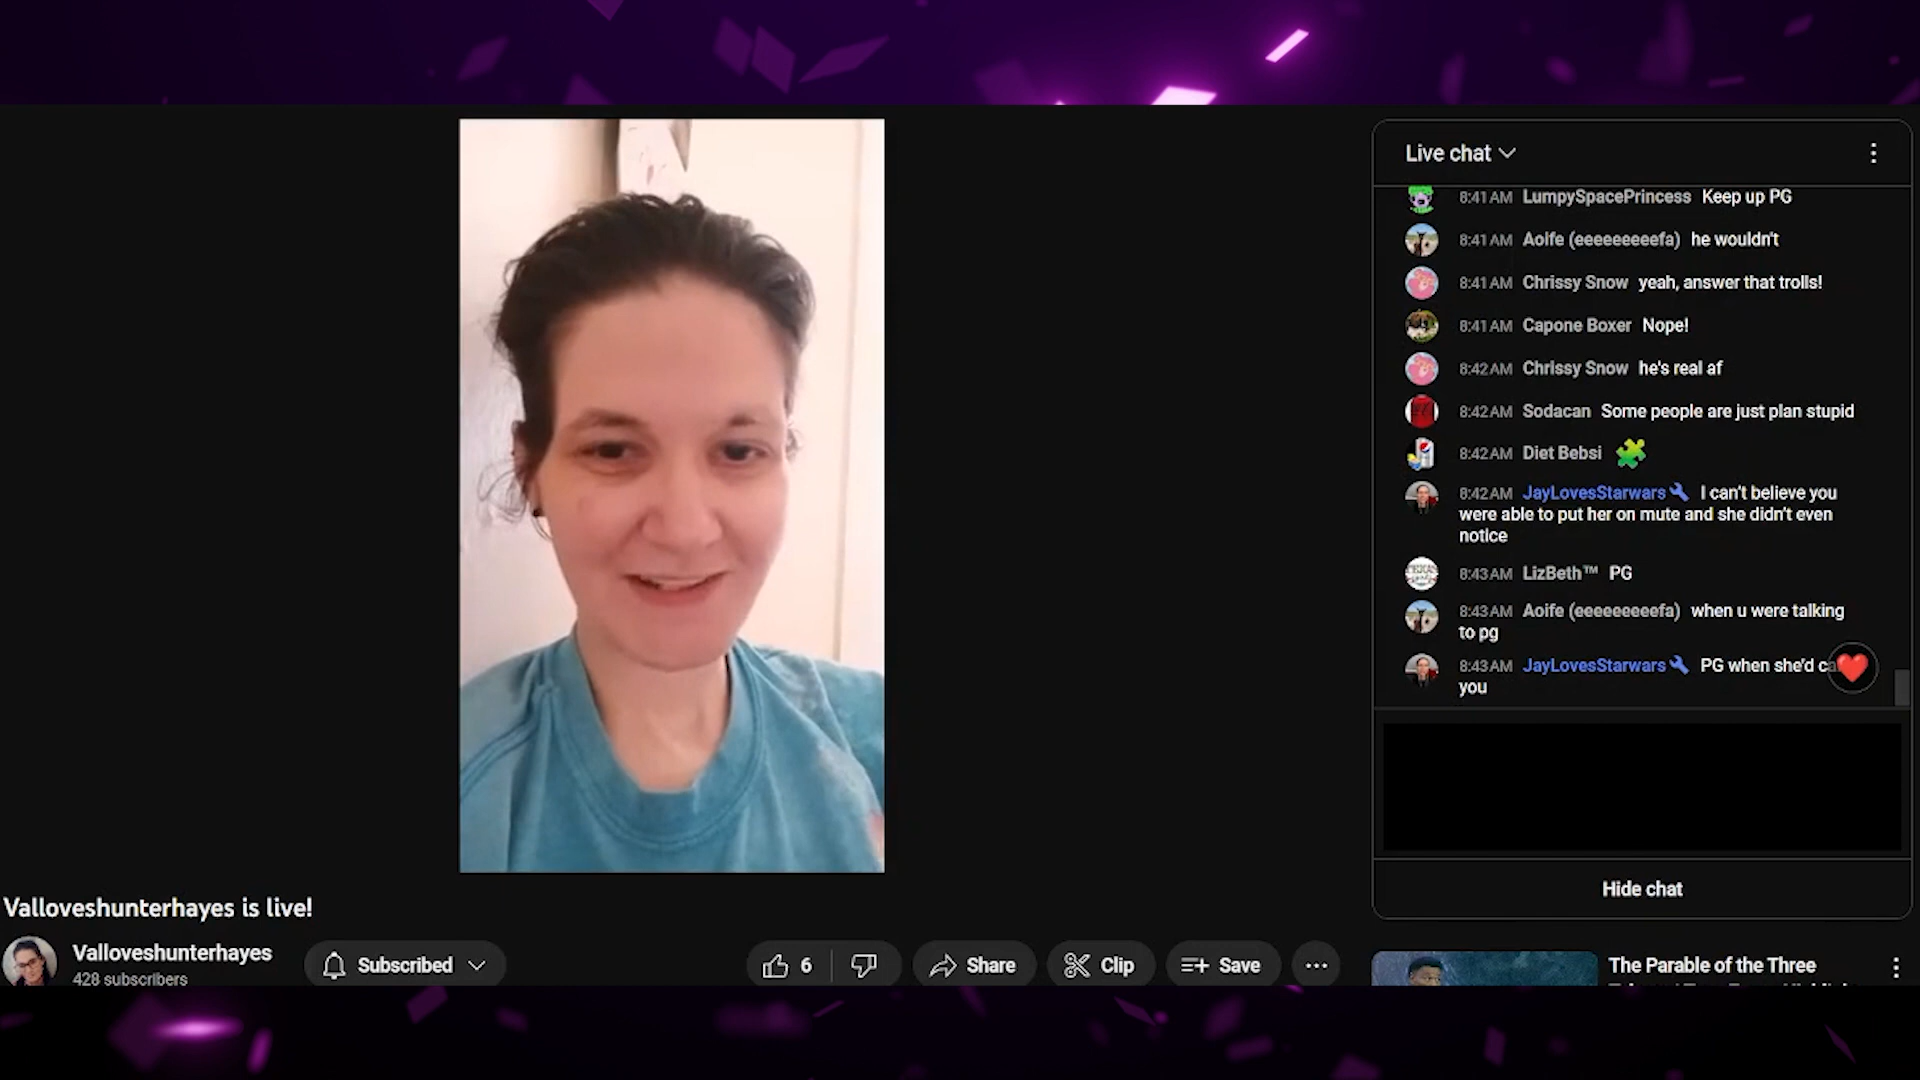 Live chat
8:41 AM LumpySpacePrincess Keep up PG
8:41 AM Aoife (eeeeeeeeefa) he wouldn't
8:41 AM Chrissy Snow yeah, answer that trolls!
8:41 AM Capone Boxer Nope!
8:42 AM Chrissy Snow he's real af
8:42 AM Sodacan Some people are just plan stupid
8:42 AM Diet Bebsi
8:42 AM JayLovesStarwars I can't believe you
were able to put her on mute and she didn't even
notice
8:43 AM LizBeth™ PG
8:43 AM Aoife (eeeeeeeeefa) when u were talking
to pg
8:43 AM JayLovesStarwars PG when she'd
you
Hide chat
Valloveshunterhayes is live!
Valloveshunterhayes
428 subscribers
Subscribed
6
Share
Clip
Save
The Parable of the Three